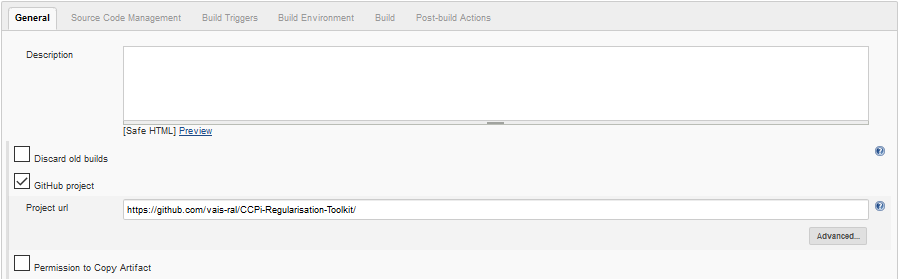 General Source Code Management Build Triggers Build Environment Build Post-build Actions
Description
[Safe HTML] Preview
Discard old builds
GitHub project
Project url https://github.com/vais-ral/CCPi-Regularisation-Toolkit/
Advanced...
Permission to Copy Artifact